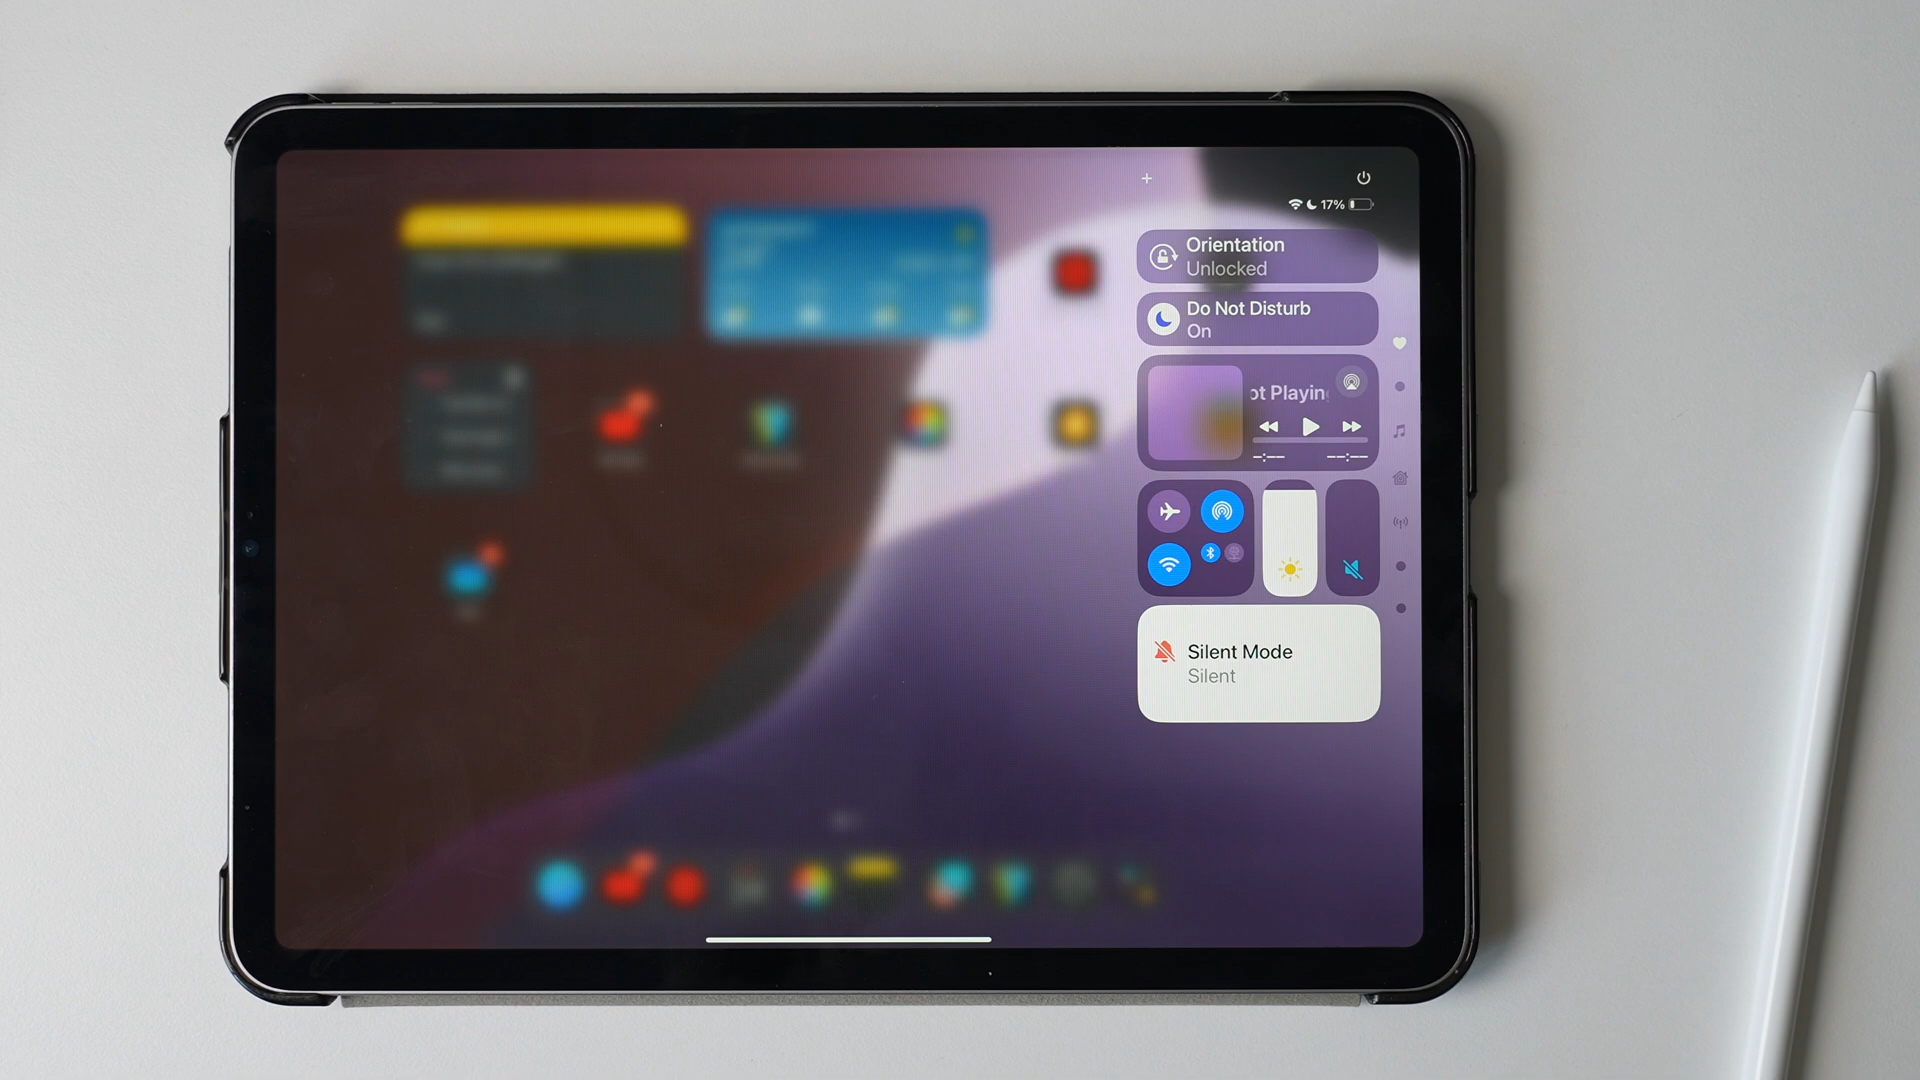 17%
Orientation
Unlocked
Do Not Disturb
On
ot Playin
--:--
--:--
Silent Mode
Silent